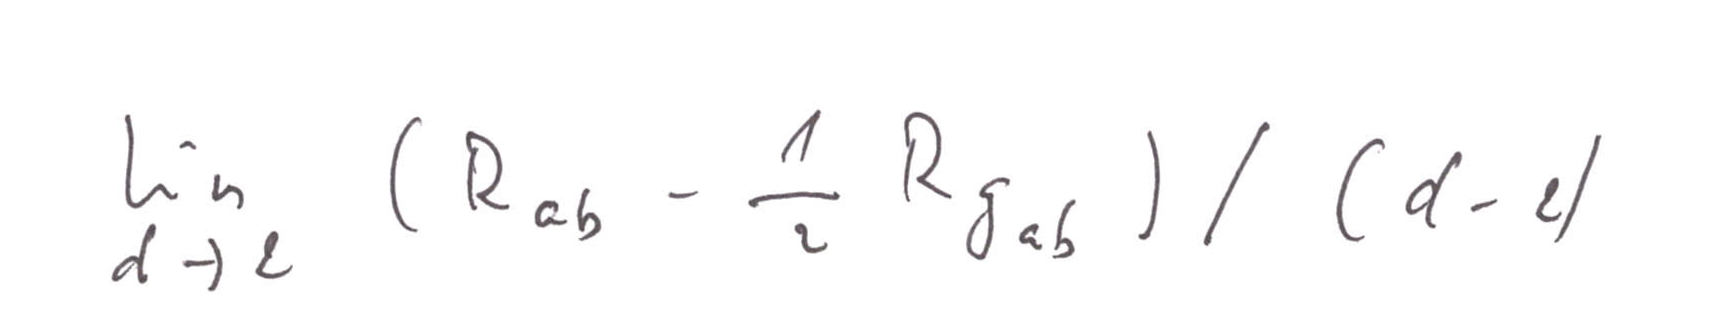 lim (R_ab - 1/2 R g_ab) / (d - 2)
d → 2